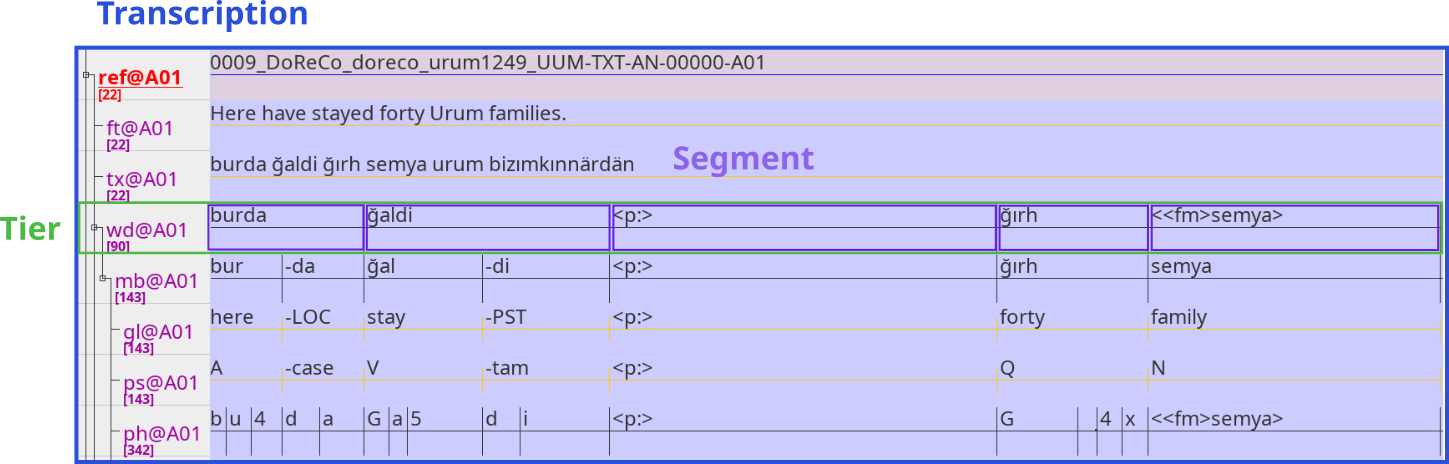 Transcription
ref@A01 0009_DoReCo_doreco_urum1249_UUM-TXT-AN-00000-A01
[22]
ft@A01 Here have stayed forty Urum families.
[22]
tx@A01 burda ğaldi ğırh semya urum bizımkınnärdän Segment
[22]
Tier wd@A01 burda ğaldi <p:> ğırh <<fm>semya>
[90]
mb@A01 bur -da ğal -di <p:> ğırh semya
[143]
gl@A01 here -LOC stay -PST <p:> forty family
[143]
ps@A01 A -case V -tam <p:> Q N
[143]
ph@A01 b u 4 d a G a 5 d i <p:> G 4 x <<fm>semya>
[342]